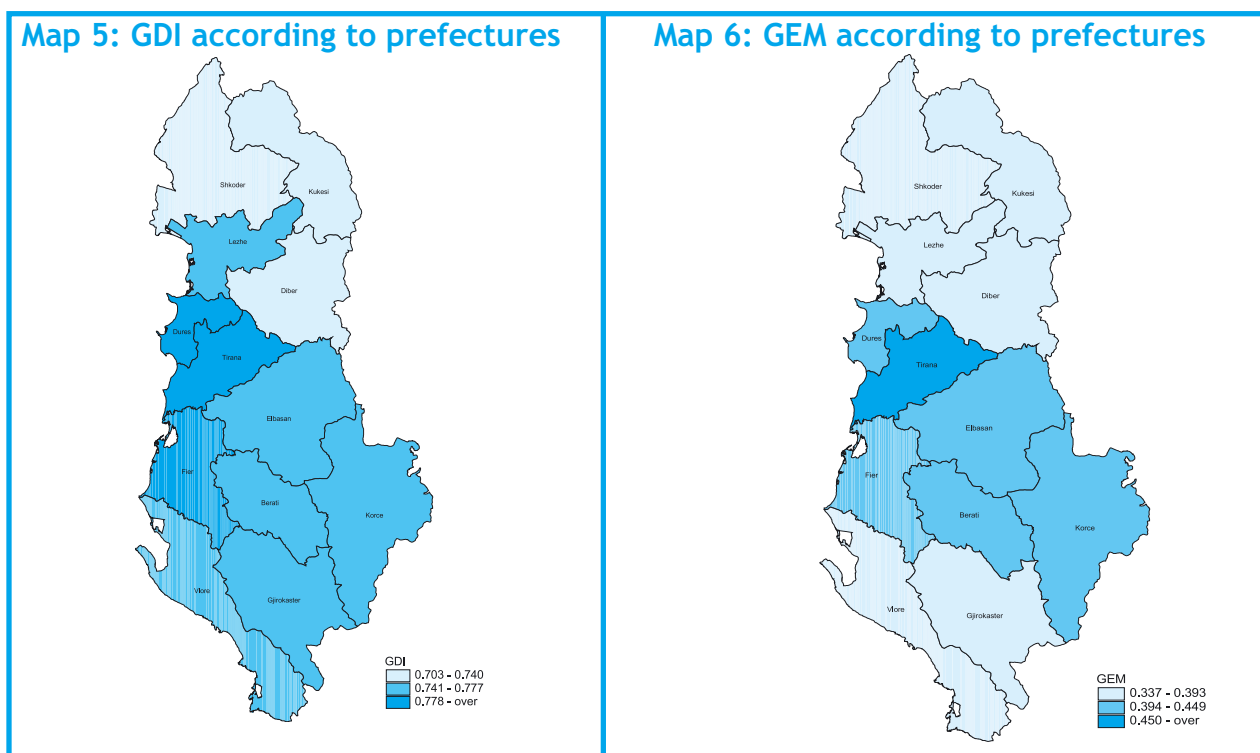 Map 5: GDI according to prefectures
Shkoder
Kukesi
Lezhe
Diber
Dures
Tirana
Elbasan
Fier
Berati
Korce
Vlore
Gjirokaster
GDI
0.703 - 0.740
0.741 - 0.777
0.778 - over
Map 6: GEM according to prefectures
Shkoder
Kukesi
Lezhe
Diber
Dures
Tirana
Elbasan
Fier
Berati
Korce
Vlore
Gjirokaster
GEM
0.337 - 0.393
0.394 - 0.449
0.450 - over